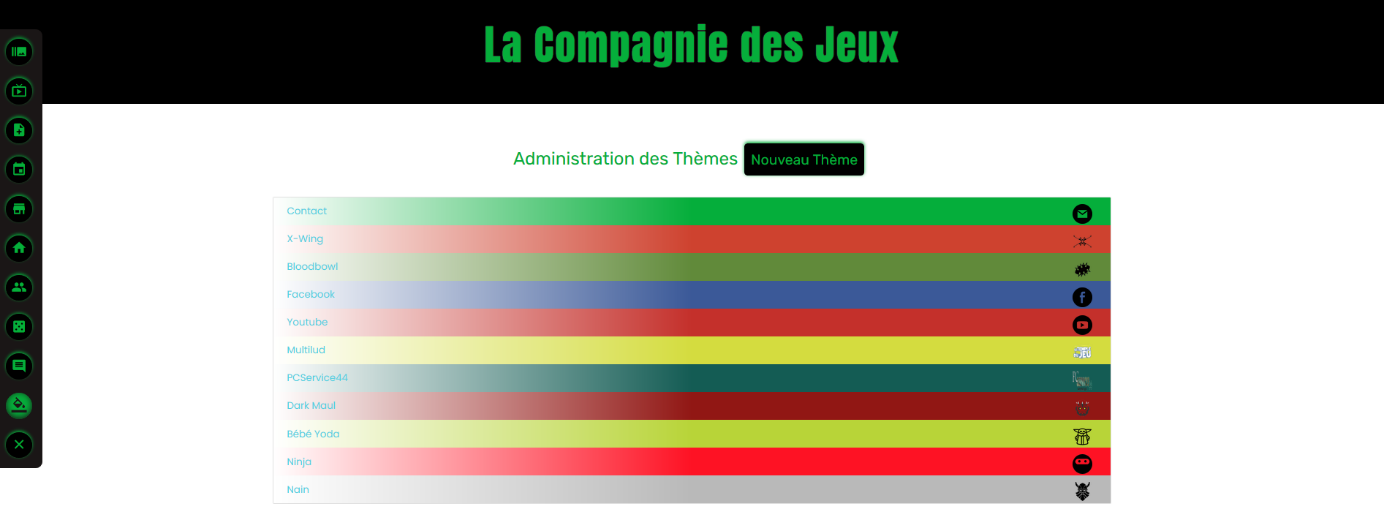 La Compagnie des Jeux
Administration des Thèmes Nouveau Thème
Contact
X-Wing
Bloodbowl
Facebook
Youtube
Multilud
PCService44
Dark Maul
Bébé Yoda
Ninja
Nain